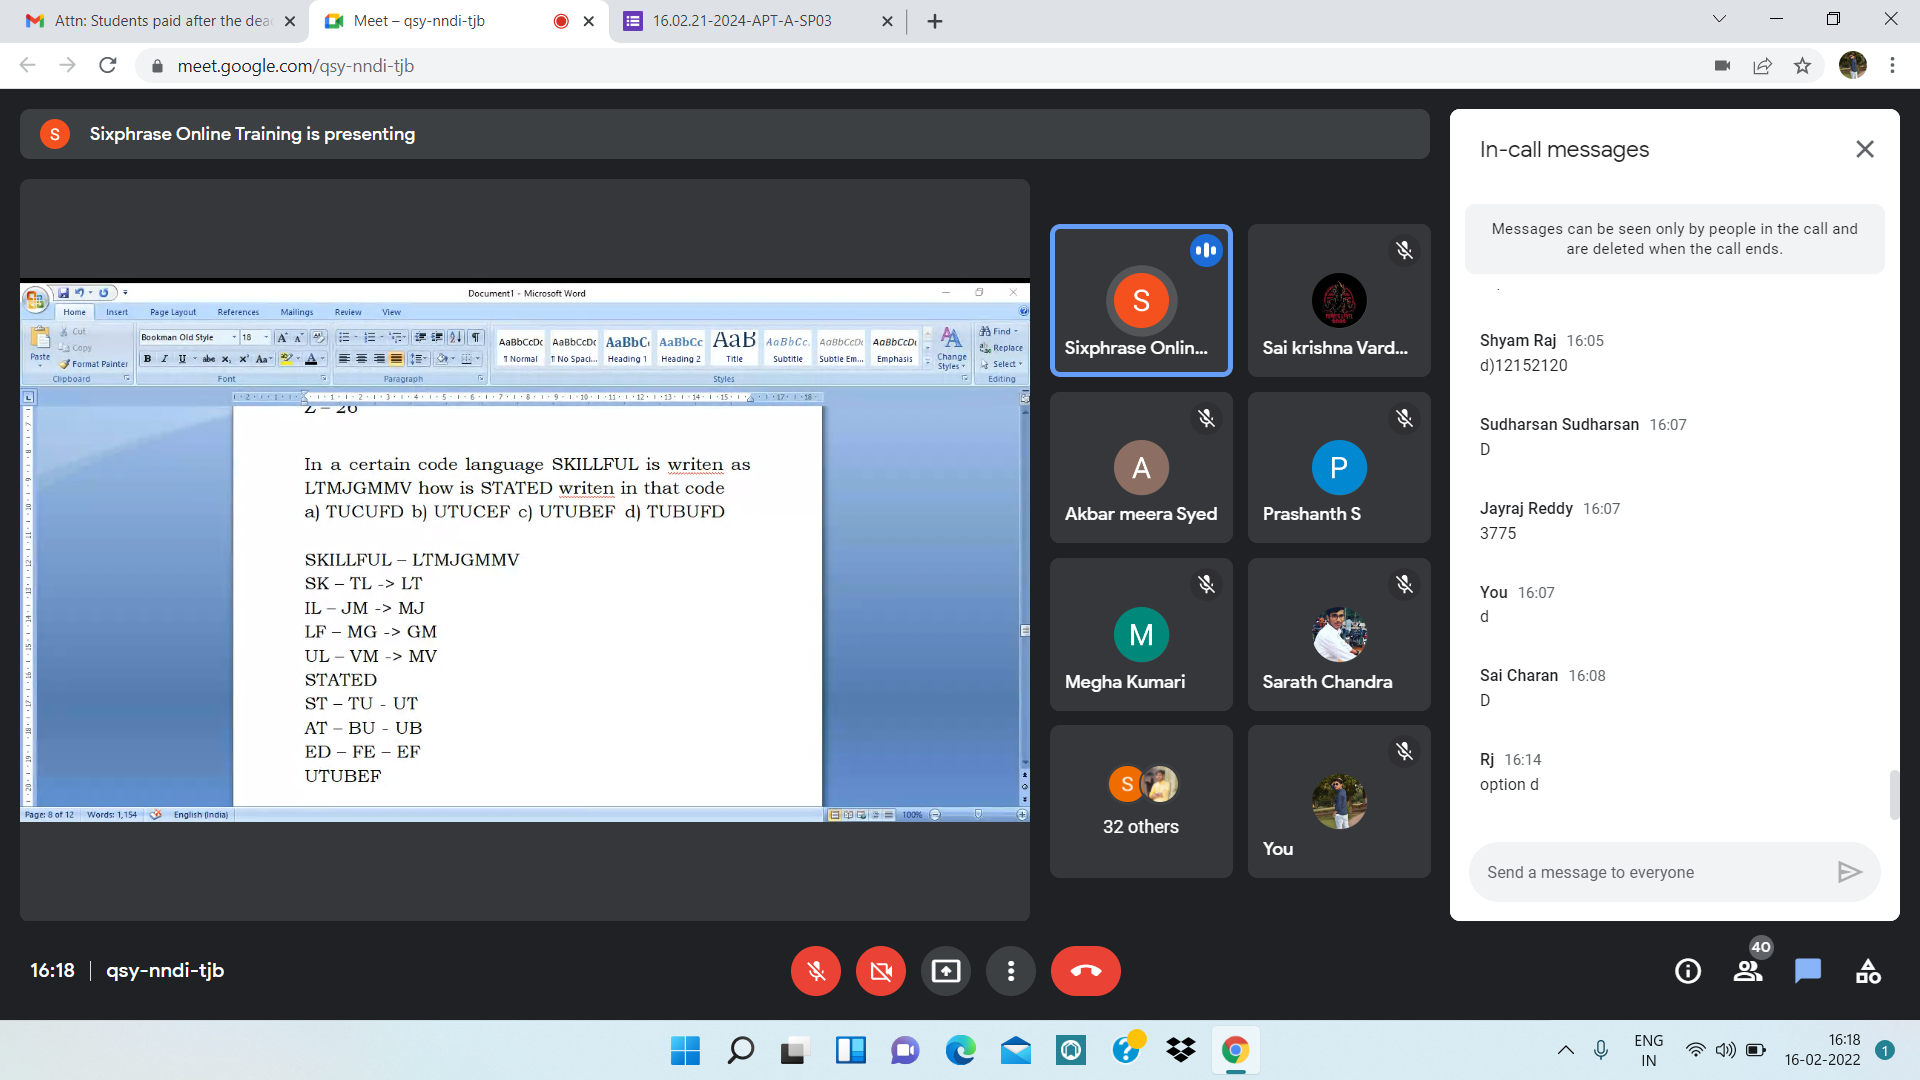 Attn: Students paid after the dea
Meet – qsy-nndi-tjb
16.02.21-2024-APT-A-SP03
meet.google.com/qsy-nndi-tjb
S
Sixphrase Online Training is presenting
Document1 - Microsoft Word
Home Insert Page Layout References Mailings Review View
Paste
Cut
Copy
Format Painter
Clipboard
Bookman Old Style 18
B I U abe
Font
Paragraph
AaBbCcDc AaBbCcDc AaBbC AaBbCc AaB AaBbCc. AaBbCcDc AaBbCcDc
¶ Normal ¶ No Spaci... Heading 1 Heading 2 Title Subtitle Subtle Em... Emphasis
Change Styles
Styles
Find
Replace
Select
Editing
Z – 26
In a certain code language SKILLFUL is writen as
LTMJGMMV how is STATED writen in that code
a) TUCUFD b) UTUCEF c) UTUBEF d) TUBUFD
SKILLFUL – LTMJGMMV
SK – TL -> LT
IL – JM -> MJ
LF – MG -> GM
UL – VM -> MV
STATED
ST – TU - UT
AT – BU - UB
ED – FE – EF
UTUBEF
Page: 8 of 12 Words: 1,154 English (India) 100%
S
Sixphrase Onlin...
Sai krishna Vard...
A
Akbar meera Syed
P
Prashanth S
M
Megha Kumari
Sarath Chandra
S
32 others
You
In-call messages
Messages can be seen only by people in the call and
are deleted when the call ends.
Shyam Raj 16:05
d)12152120
Sudharsan Sudharsan 16:07
D
Jayraj Reddy 16:07
3775
You 16:07
d
Sai Charan 16:08
D
Rj 16:14
option d
Send a message to everyone
16:18 | qsy-nndi-tjb
40
ENG
IN
16:18
16-02-2022
1